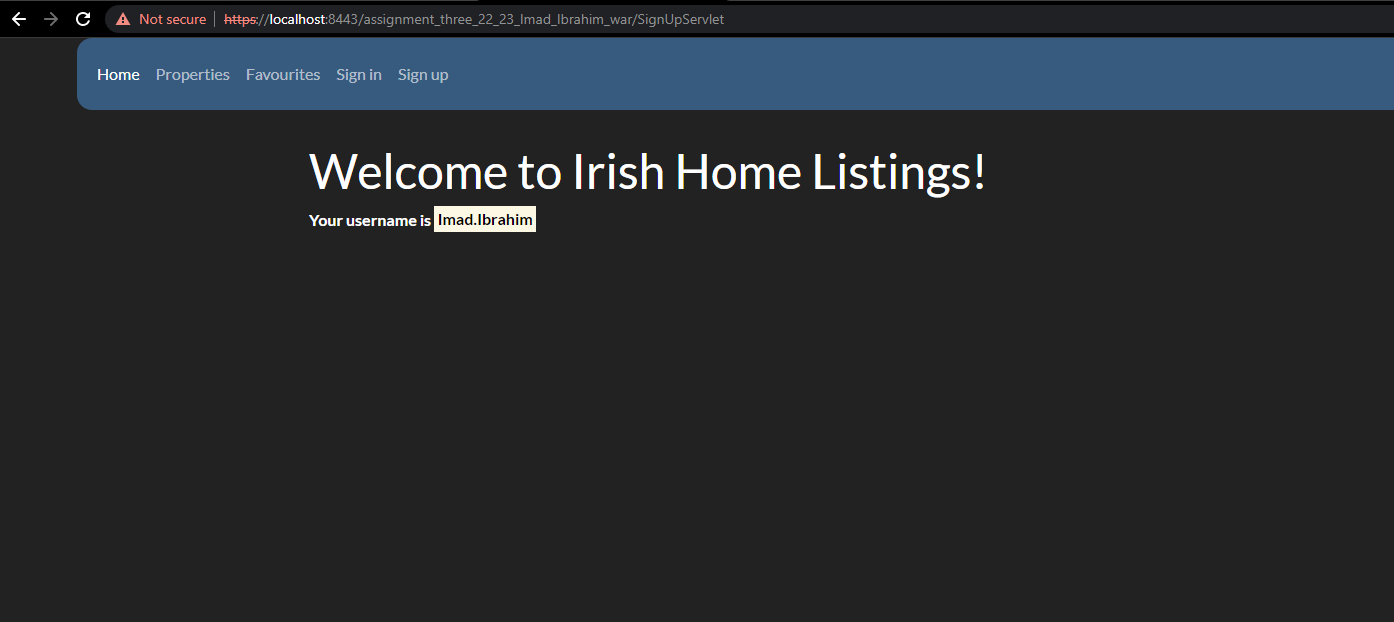 Not secure https://localhost:8443/assignment_three_22_23_Imad_Ibrahim_war/SignUpServlet
Home Properties Favourites Sign in Sign up
Welcome to Irish Home Listings!
Your username is Imad.Ibrahim